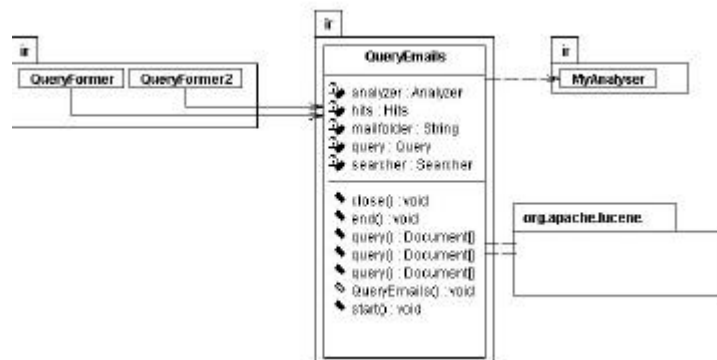 ir
QueryFormer
QueryFormer2
ir
QueryEmails
analyzer : Analyzer
hits : Hits
mailfolder : String
query : Query
searcher : Searcher
close() : void
end() : void
query() : Document[]
query() : Document[]
query() : Document[]
QueryEmails() : void
start() : void
ir
MyAnalyser
org.apache.lucene.